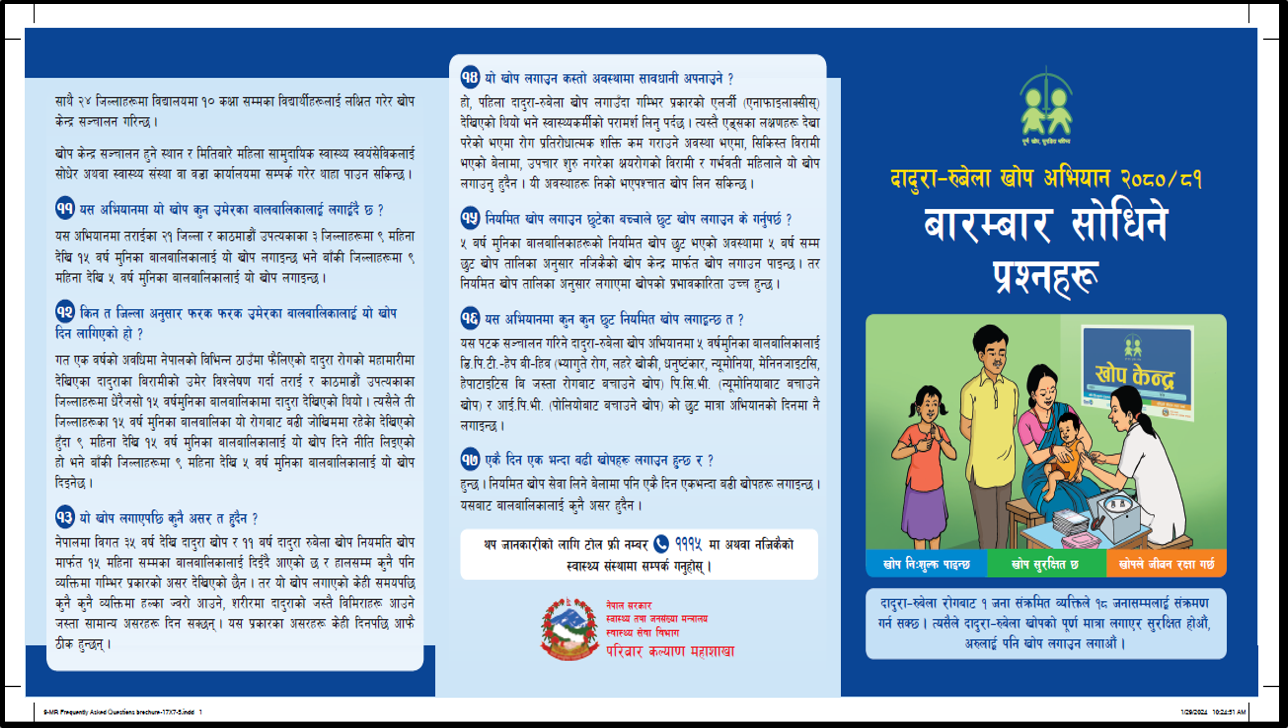 साथै २४ जिल्लाहरूमा विद्यालयमा १० कक्षा सम्मका विद्यार्थीहरूलाई लक्षित गरेर खोप
केन्द्र सञ्चालन गरिन्छ ।
खोप केन्द्र सञ्चालन हुने स्थान र मितिबारे महिला सामुदायिक स्वास्थ्य स्वयंसेविकलाई
सोधेर अथवा स्वास्थ्य संस्था वा वडा कार्यालयमा सम्पर्क गरेर थाहा पाउन सकिन्छ ।
११ यस अभियानमा यो खोप कुन उमेरका बालबालिकालाई लगाईंदै छ ?
यस अभियानमा तराईका २१ जिल्ला र काठमाडौं उपत्यकाका ३ जिल्लाहरूमा ९ महिना
देखि १५ वर्ष मुनिका बालबालिकालाई यो खोप लगाइन्छ भने बाँकी जिल्लाहरूमा ९
महिना देखि ५ वर्ष मुनिका बालबालिकालाई यो खोप लगाइन्छ ।
१२ किन त जिल्ला अनुसार फरक फरक उमेरका बालबालिकालाई यो खोप
दिन लागिएको हो ?
गत एक वर्षको अवधिमा नेपालको विभिन्न ठाउँमा फैलिएको दादुरा रोगको महामारीमा
देखिएका दादुराका विरामीको उमेर विश्लेषण गर्दा तराई र काठमाडौं उपत्यकाका
जिल्लाहरूमा धेरैजसो १५ वर्षमुनिका बालबालिकामा दादुरा देखिएको थियो । त्यसैले ती
जिल्लाहरूका १५ वर्ष मुनिका बालबालिका यो रोगबाट बढी जोखिममा रहेको देखिएको
हुँदा ९ महिना देखि १५ वर्ष मुनिका बालबालिकालाई यो खोप दिने नीति लिइएको
हो भने बाँकी जिल्लाहरूमा ९ महिना देखि ५ वर्ष मुनिका बालबालिकालाई यो खोप
दिइनेछ ।
१३ यो खोप लगाएपछि कुनै असर त हुदैन ?
नेपालमा विगत ३५ वर्ष देखि दादुरा खोप र ११ वर्ष दादुरा रुबेला खोप नियमति खोप
मार्फत १५ महिना सम्मका बालबालिकालाई दिइँदै आएको छ र हालसम्म कुनै पनि
व्यक्तिमा गम्भिर प्रकारको असर देखिएको छैन । तर यो खोप लगाएको केही समयपछि
कुनै कुनै व्यक्तिमा हल्का ज्वरो आउने, शरीरमा दादुराको जस्तै विमिराहरू आउने
जस्ता सामान्य असरहरू दिन सक्छन् । यस प्रकारका असरहरू केही दिनपछि आफै
ठीक हुन्छन् ।
१४ यो खोप लगाउन कस्तो अवस्थामा सावधानी अपनाउने ?
हो, पहिला दादुरा-रुबेला खोप लगाउँदा गम्भिर प्रकारको एलर्जी (एनाफाइलाक्सीस्)
देखिएको थियो भने स्वास्थ्यकर्मीको परामर्श लिनु पर्दछ । त्यस्तै एड्सका लक्षणहरू देखा
परेको भएमा रोग प्रतिरोधात्मक शक्ति कम गराउने अवस्था भएमा, सिकिस्त विरामी
भएको बेलामा, उपचार शुरु नगरेका क्षयरोगको विरामी र गर्भवती महिलाले यो खोप
लगाउनु हुदैन । यी अवस्थाहरू निको भएपश्चात खोप लिन सकिन्छ ।
१५ नियमित खोप लगाउन छुटेका बच्चाले छुट खोप लगाउन के गर्नुपर्छ ?
५ वर्ष मुनिका बालबालिकाहरूको नियमित खोप छुट भएको अवस्थामा ५ वर्ष सम्म
छुट खोप तालिका अनुसार नजिकैको खोप केन्द्र मार्फत खोप लगाउन पाइन्छ । तर
नियमित खोप तालिका अनुसार लगाएमा खोपको प्रभावकारिता उच्च हुन्छ ।
१६ यस अभियानमा कुन कुन छुट नियमित खोप लगाइन्छ त ?
यस पटक सञ्चालन गरिने दादुरा-रुबेला खोप अभियानमा ५ वर्षमुनिका बालबालिकालाई
डि.पि.टी.-हेप वी-हिव (भ्यागुते रोग, लहरे खोकी, धनुष्टंकार, न्यूमोनिया, मेनिनजाइटसि,
हेपाटाइटिस बि जस्ता रोगबाट बचाउने खोप) पि.सि.भी. (न्यूमोनियाबाट बचाउने
खोप) र आई.पि.भी. (पोलियोबाट बचाउने खोप) को छुट मात्रा अभियानको दिनमा नै
लगाइन्छ ।
१७ एकै दिन एक भन्दा बढी खोपहरू लगाउन हुन्छ र ?
हुन्छ । नियमित खोप सेवा लिने बेलामा पनि एकै दिन एकभन्दा बढी खोपहरू लगाइन्छ ।
यसबाट बालबालिकालाई कुनै असर हुदैन ।
थप जानकारीको लागि टोल फ्री नम्बर १११५ मा अथवा नजिकैको
स्वास्थ्य संस्थामा सम्पर्क गनुहोस् ।
नेपाल सरकार
स्वास्थ्य तथा जनसंख्या मन्त्रालय
स्वास्थ्य सेवा विभाग
परिवार कल्याण महाशाखा
पूर्ण खोप, सुरक्षित भविष्य
दादुरा-रुबेला खोप अभियान २०८०/८१
बारम्बार सोधिने
प्रश्नहरू
खोप केन्द्र
खोप नि:शुल्क पाइन्छ
खोप सुरक्षित छ
खोपले जीवन रक्षा गर्छ
दादुरा-रुबेला रोगबाट १ जना संक्रमित व्यक्तिले १८ जनासम्मलाई संक्रमण
गर्न सक्छ । त्यसैले दादुरा-रुबेला खोपको पूर्ण मात्रा लगाएर सुरक्षित होऔं,
अरुलाई पनि खोप लगाउन लगाऔं ।
9-MR Frequently Asked Questions brochure-17X7-5.indd 1
1/29/2024 10:24:51 AM